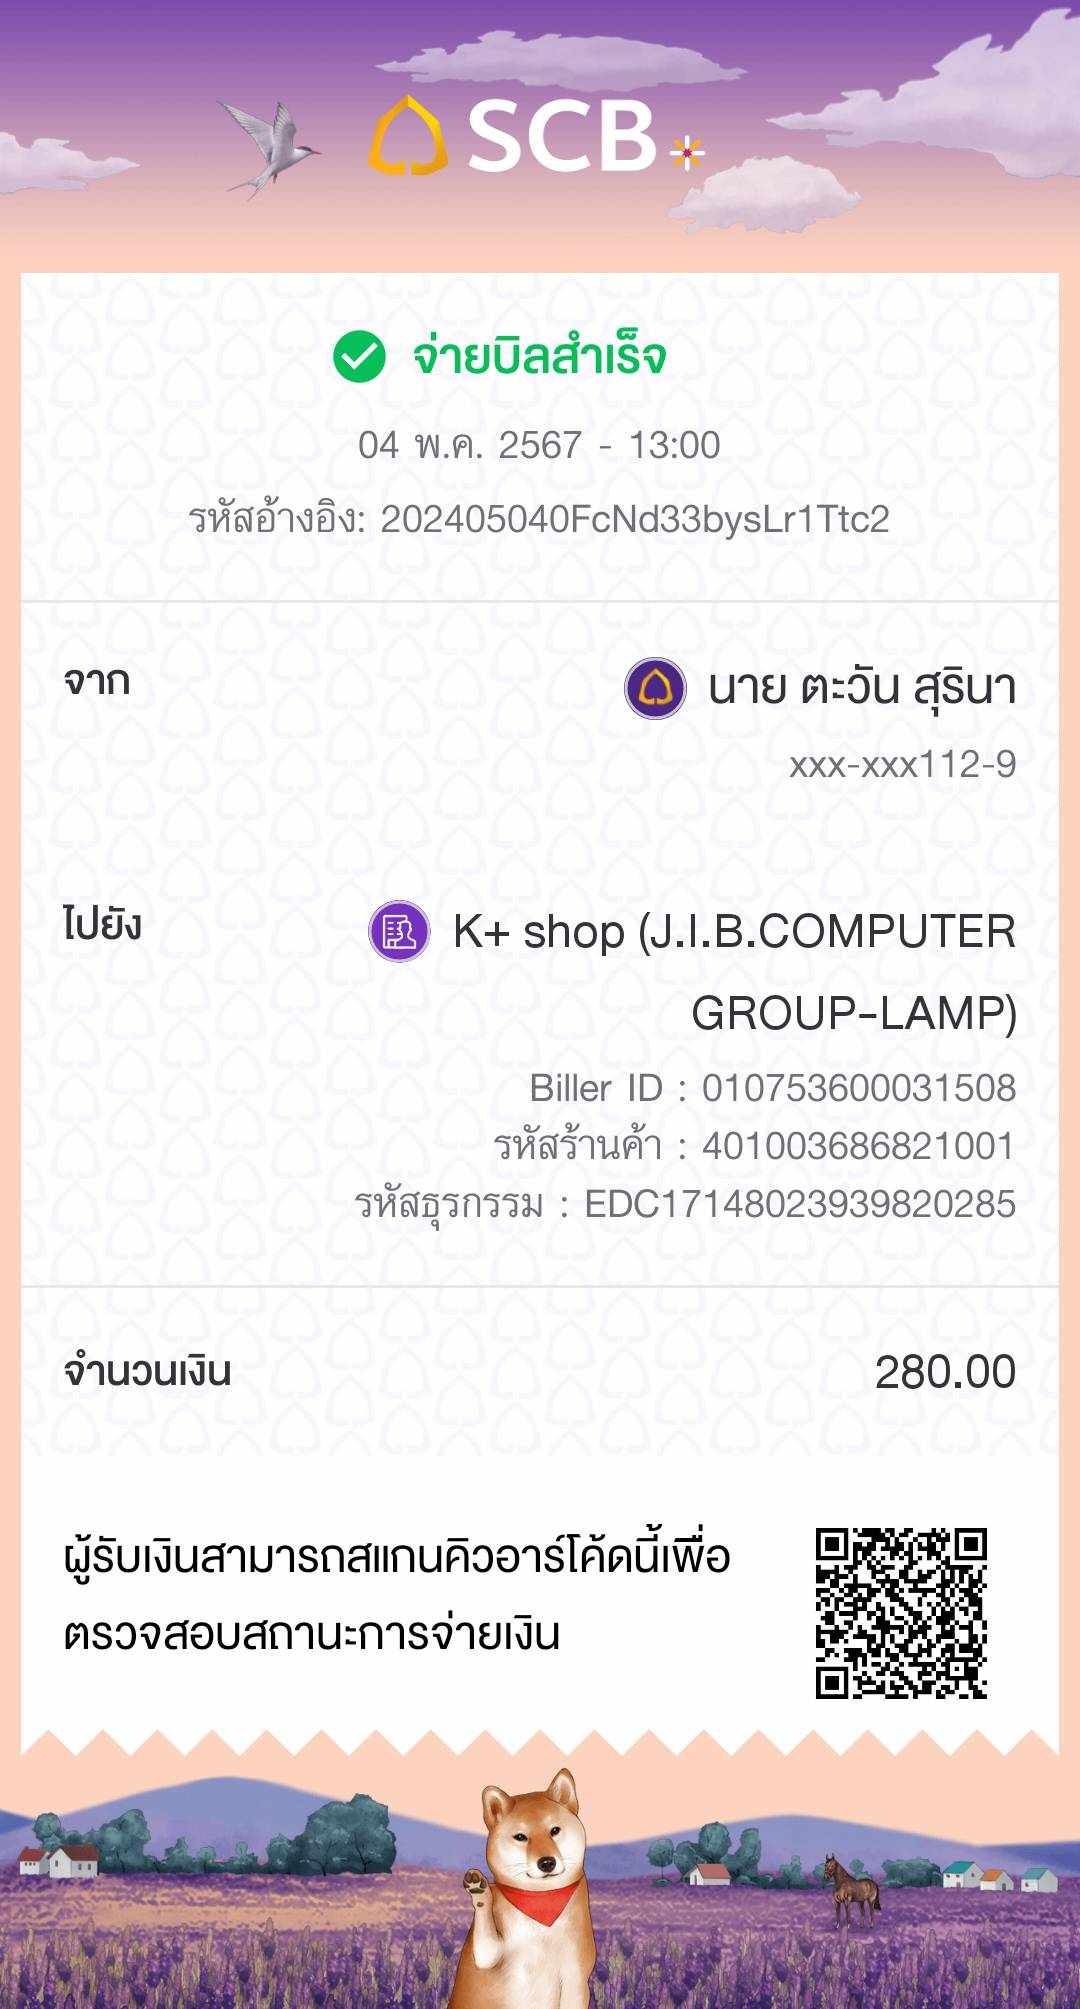 SCB
จ่ายบิลสำเร็จ
04 พ.ค. 2567 - 13:00
รหัสอ้างอิง: 202405040FcNd33bysLr1Ttc2
จาก
นาย ตะวัน สุรินา
xxx-xxx112-9
ไปยัง
K+ shop (J.I.B.COMPUTER
GROUP-LAMP)
Biller ID : 010753600031508
รหัสร้านค้า : 401003686821001
รหัสธุรกรรม : EDC17148023939820285
จำนวนเงิน
280.00
ผู้รับเงินสามารถสแกนคิวอาร์โค้ดนี้เพื่อ
ตรวจสอบสถานะการจ่ายเงิน